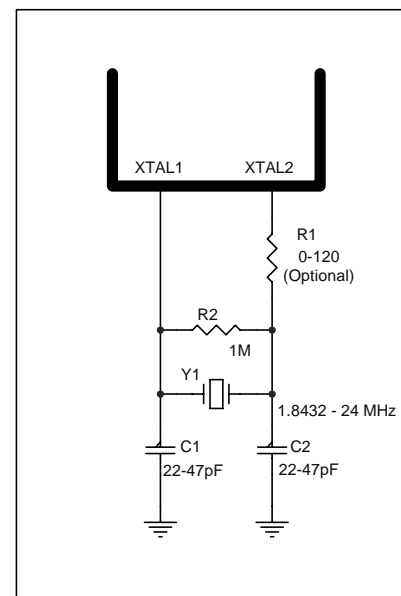 XTAL1 XTAL2
R1
0-120
(Optional)
R2
1M
Y1
1.8432 - 24 MHz
C1 C2
22-47pF 22-47pF